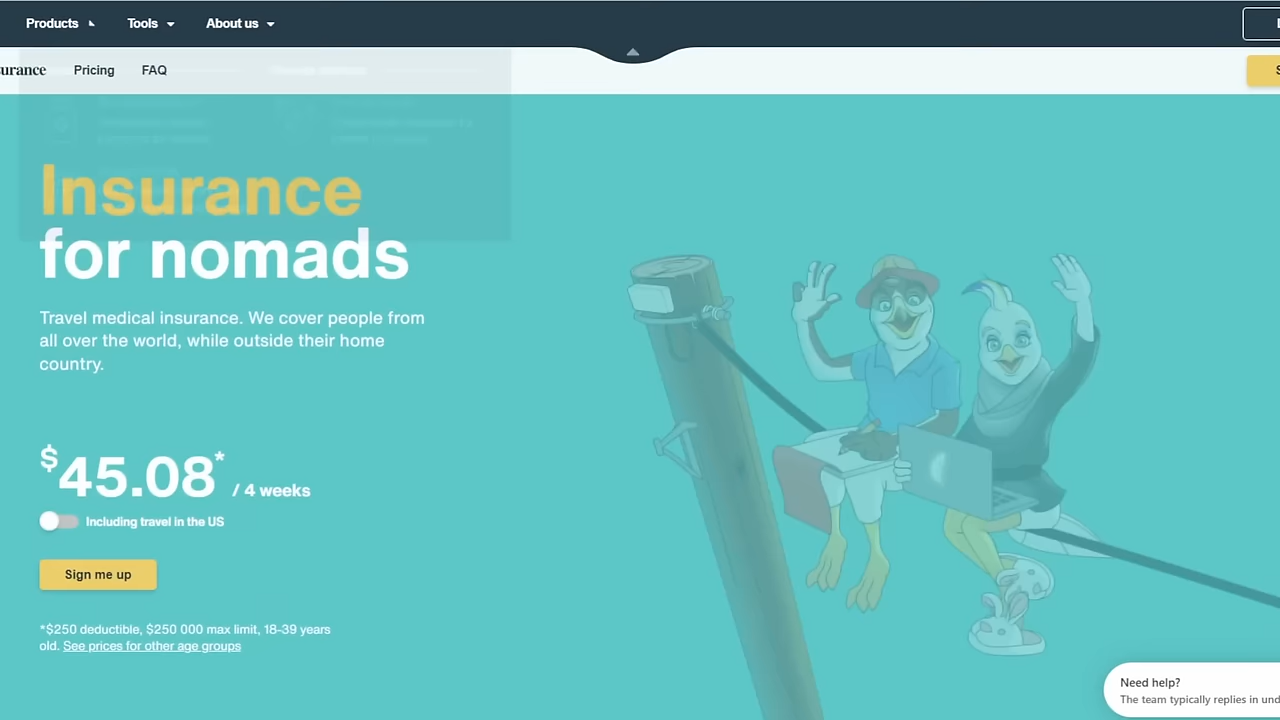 Products
Tools
About us
Pricing
FAQ
Insurance
for nomads
Travel medical insurance. We cover people from
all over the world, while outside their home
country.
$45.08*
/ 4 weeks
Including travel in the US
Sign me up
*$250 deductible, $250 000 max limit, 18-39 years
old. See prices for other age groups
Need help?
The team typically replies in